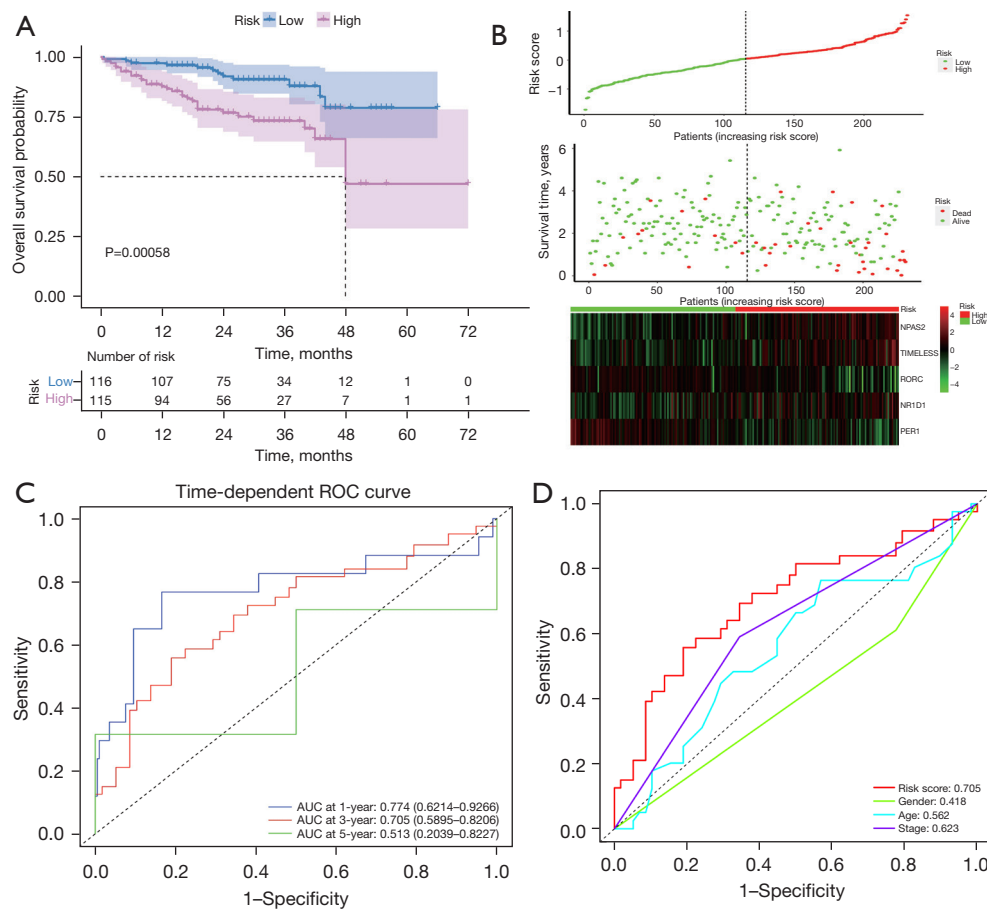 A
Risk Low High
Overall survival probability
1.00
0.75
0.50
0.25
0.00
P=0.00058
0 12 24 36 48 60 72
Time, months
Number of risk
Risk
Low 116 107 75 34 12 1 0
High 115 94 56 27 7 1 1
0 12 24 36 48 60 72
Time, months
B
Risk score
1
0
−1
0 50 100 150 200
Patients (increasing risk score)
Risk
Low
High
Survival time, years
6
4
2
0
0 50 100 150 200
Patients (increasing risk score)
Risk
Dead
Alive
Risk
NPAS2
TIMELESS
RORC
NR1D1
PER1
4
2
0
−2
−4
Risk
High
Low
C
Time-dependent ROC curve
Sensitivity
1.0
0.8
0.6
0.4
0.2
0.0
AUC at 1-year: 0.774 (0.6214–0.9266)
AUC at 3-year: 0.705 (0.5895–0.8206)
AUC at 5-year: 0.513 (0.2039–0.8227)
0.0 0.2 0.4 0.6 0.8 1.0
1–Specificity
D
Sensitivity
1.0
0.8
0.6
0.4
0.2
0.0
Risk score: 0.705
Gender: 0.418
Age: 0.562
Stage: 0.623
0.0 0.2 0.4 0.6 0.8 1.0
1–Specificity